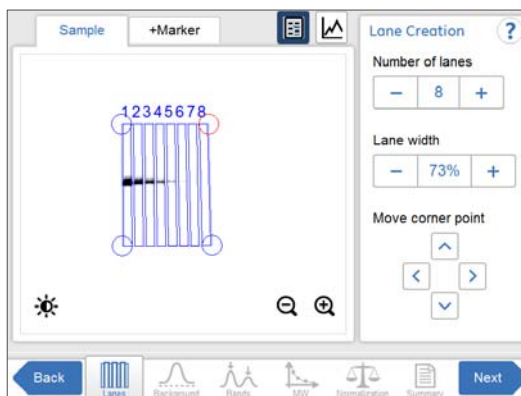 Sample
+Marker
12345678
Lane Creation
?
Number of lanes
− 8 +
Lane width
− 73% +
Move corner point
Back
Lanes
Background
Bands
MW
Normalization
Summary
Next